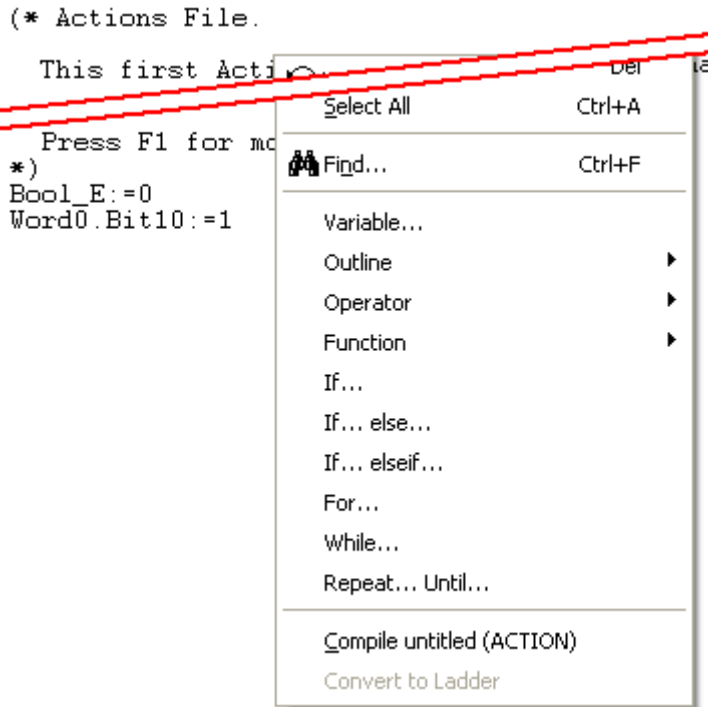 (* Actions File.
This first Acti
Del
Select All Ctrl+A
Press F1 for mo
Find... Ctrl+F
*)
Bool_E:=0
Word0.Bit10:=1
Variable...
Outline
Operator
Function
If...
If... else...
If... elseif...
For...
While...
Repeat... Until...
Compile untitled (ACTION)
Convert to Ladder